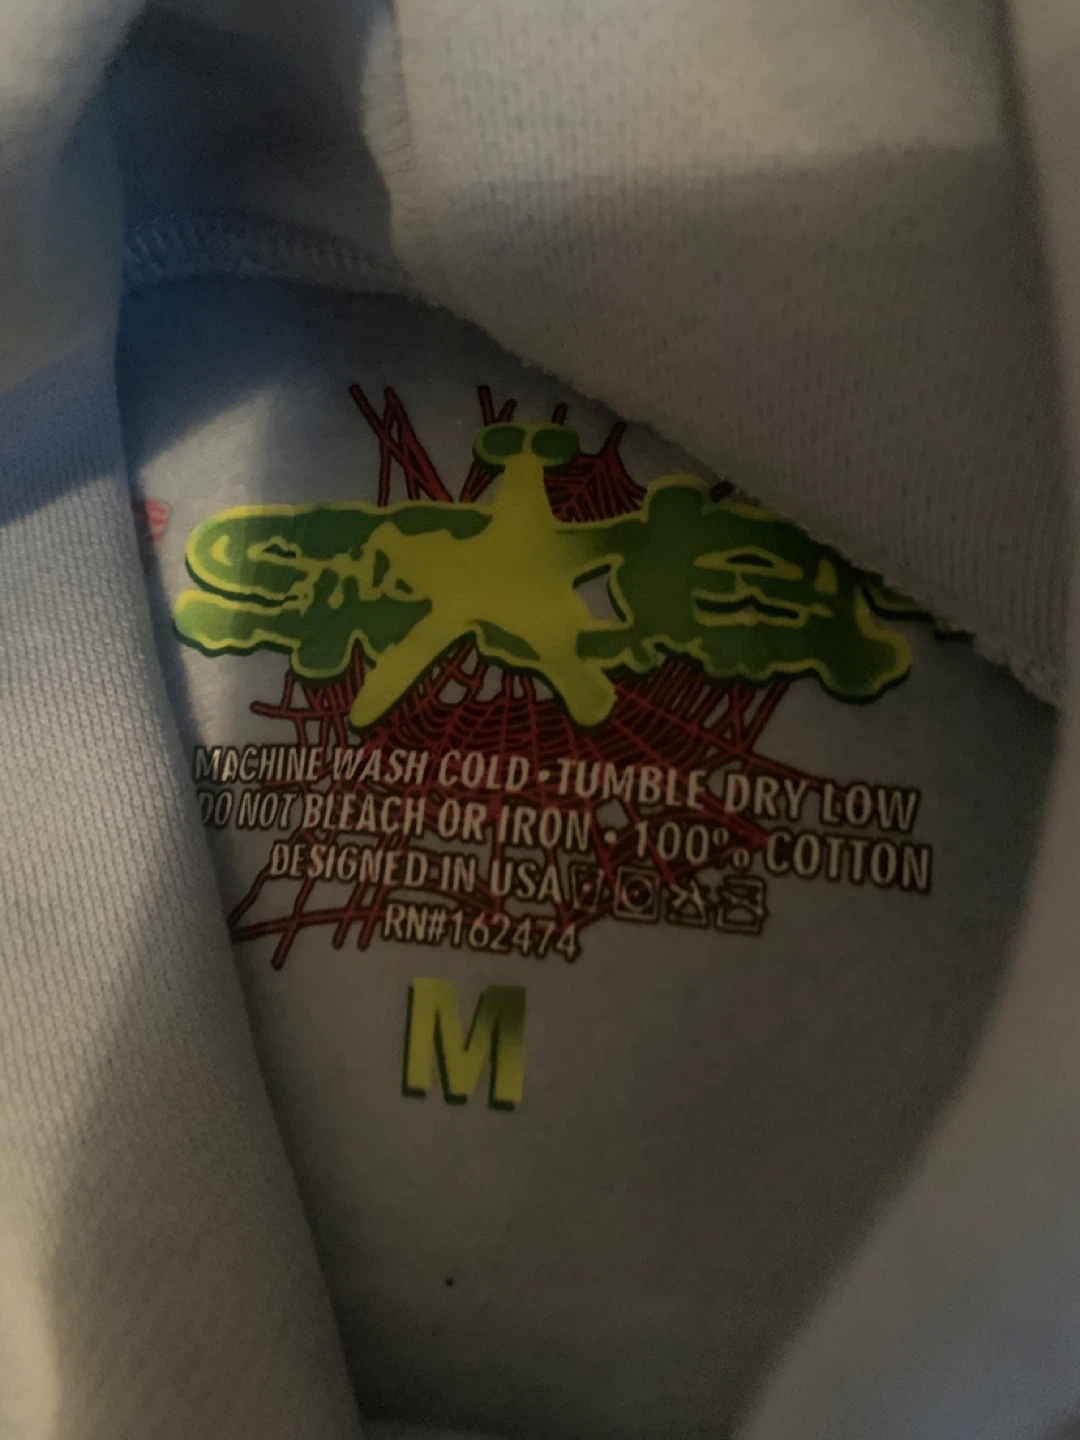 MACHINE WASH COLD • TUMBLE DRY LOW
DO NOT BLEACH OR IRON • 100% COTTON
DESIGNED IN USA
RN#162474
M